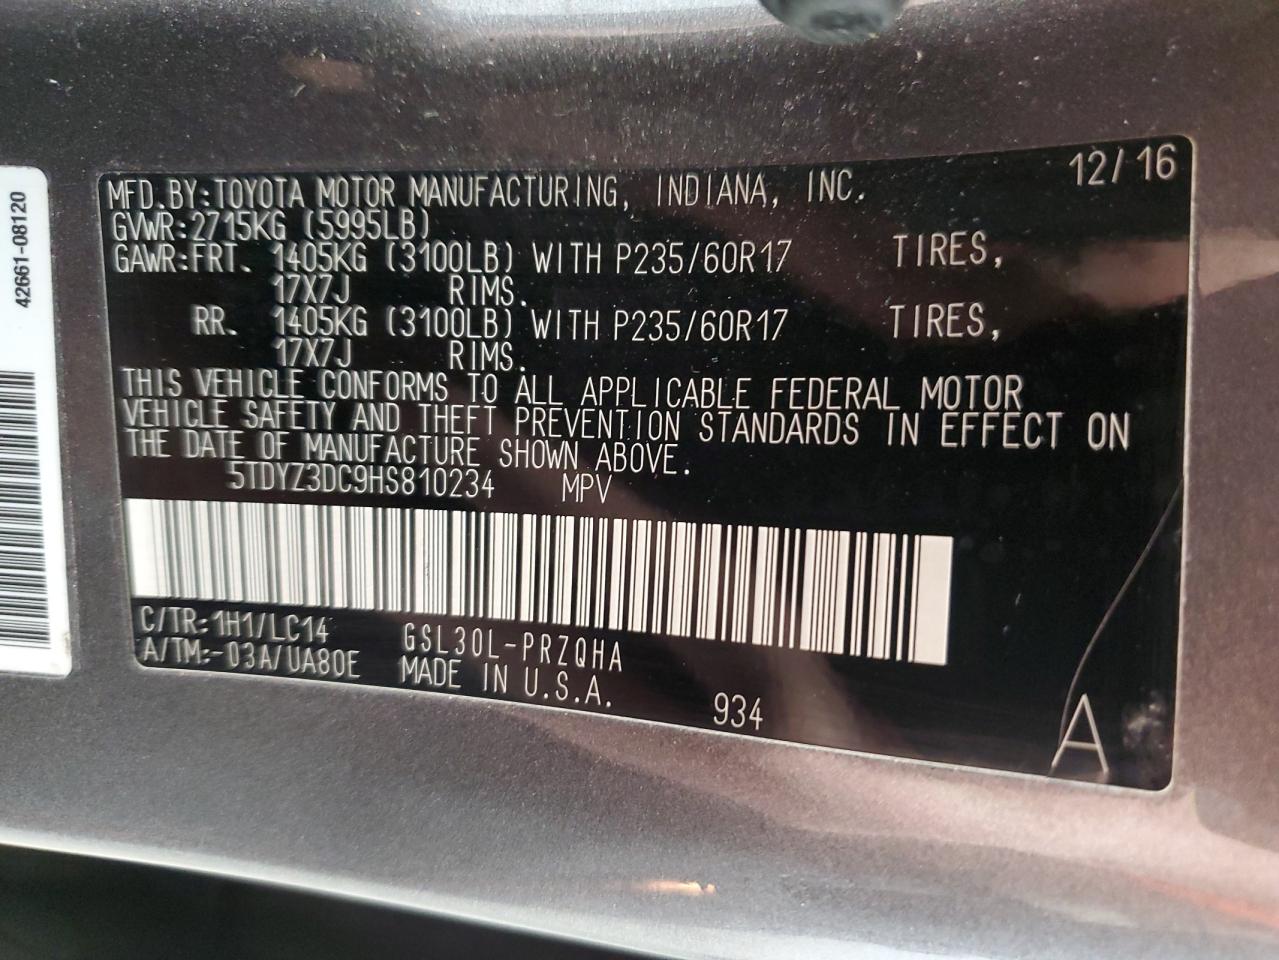 12/16
MFD.BY:TOYOTA MOTOR MANUFACTURING, INDIANA, INC.
GVWR:2715KG (5995LB)
GAWR:FRT. 1405KG (3100LB) WITH P235/60R17 TIRES,
17X7J RIMS.
RR. 1405KG (3100LB) WITH P235/60R17 TIRES,
17X7J RIMS.
THIS VEHICLE CONFORMS TO ALL APPLICABLE FEDERAL MOTOR
VEHICLE SAFETY AND THEFT PREVENTION STANDARDS IN EFFECT ON
THE DATE OF MANUFACTURE SHOWN ABOVE.
5TDYZ3DC9HS810234 MPV
C/TR:1H1/LC14 GSL30L-PRZQHA
A/TM:-03A/UA80E MADE IN U.S.A.
934
A
42661-08120